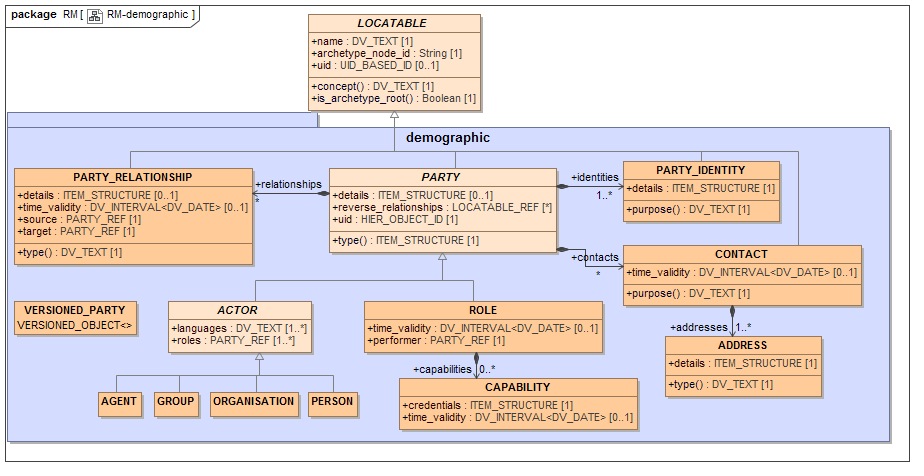 package RM [ RM-demographic ]
LOCATABLE
+name : DV_TEXT [1]
+archetype_node_id : String [1]
+uid : UID_BASED_ID [0..1]
+concept() : DV_TEXT [1]
+is_archetype_root() : Boolean [1]
demographic
PARTY_RELATIONSHIP
+details : ITEM_STRUCTURE [0..1]
+time_validity : DV_INTERVAL<DV_DATE> [0..1]
+source : PARTY_REF [1]
+target : PARTY_REF [1]
+type() : DV_TEXT [1]
+relationships
*
PARTY
+details : ITEM_STRUCTURE [0..1]
+reverse_relationships : LOCATABLE_REF [*]
+uid : HIER_OBJECT_ID [1]
+type() : ITEM_STRUCTURE [1]
+identities
1..*
PARTY_IDENTITY
+details : ITEM_STRUCTURE [1]
+purpose() : DV_TEXT [1]
+contacts
*
CONTACT
+time_validity : DV_INTERVAL<DV_DATE> [0..1]
+purpose() : DV_TEXT [1]
VERSIONED_PARTY
VERSIONED_OBJECT<>
ACTOR
+languages : DV_TEXT [1..*]
+roles : PARTY_REF [1..*]
ROLE
+time_validity : DV_INTERVAL<DV_DATE> [0..1]
+performer : PARTY_REF [1]
+addresses 1..*
ADDRESS
+details : ITEM_STRUCTURE [1]
+type() : DV_TEXT [1]
+capabilities 0..*
CAPABILITY
+credentials : ITEM_STRUCTURE [1]
+time_validity : DV_INTERVAL<DV_DATE> [0..1]
AGENT
GROUP
ORGANISATION
PERSON